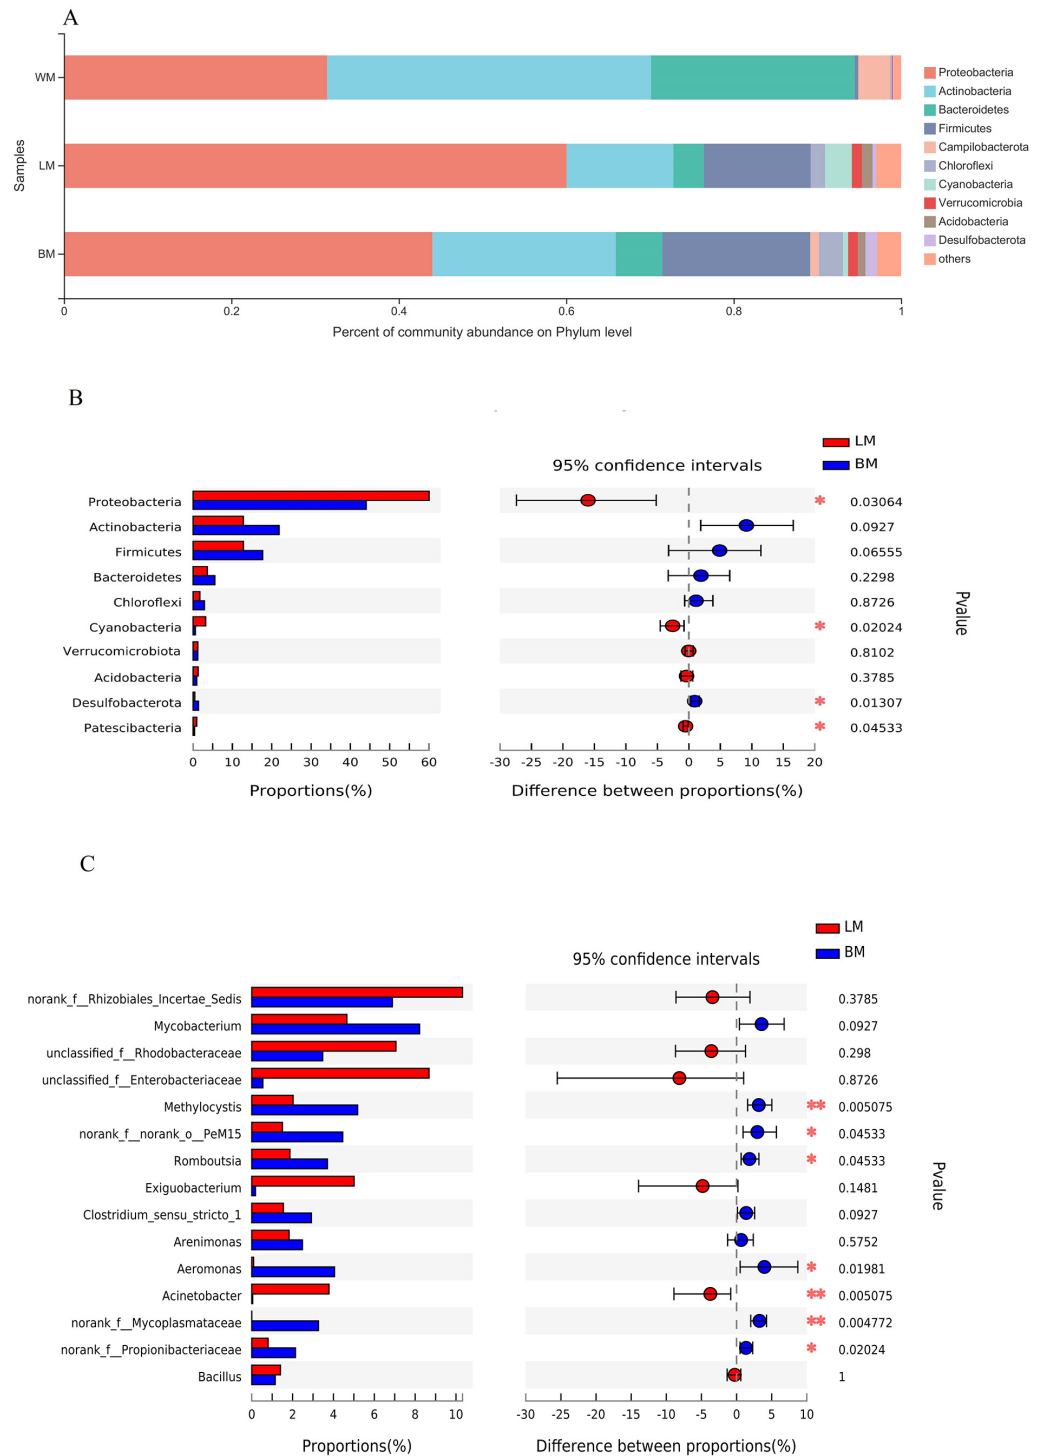 A
WM
LM
BM
Samples
0 0.2 0.4 0.6 0.8 1
Percent of community abundance on Phylum level
Proteobacteria
Actinobacteria
Bacteroidetes
Firmicutes
Campilobacterota
Chloroflexi
Cyanobacteria
Verrucomicrobia
Acidobacteria
Desulfobacterota
others
B
LM
BM
95% confidence intervals
Proteobacteria * 0.03064
Actinobacteria 0.0927
Firmicutes 0.06555
Bacteroidetes 0.2298
Chloroflexi 0.8726
Cyanobacteria * 0.02024
Verrucomicrobiota 0.8102
Acidobacteria 0.3785
Desulfobacterota * 0.01307
Patescibacteria * 0.04533
Pvalue
0 10 20 30 40 50 60
-30 -25 -20 -15 -10 -5 0 5 10 15 20
Proportions(%)
Difference between proportions(%)
C
LM
BM
95% confidence intervals
norank_f__Rhizobiales_Incertae_Sedis 0.3785
Mycobacterium 0.0927
unclassified_f__Rhodobacteraceae 0.298
unclassified_f__Enterobacteriaceae 0.8726
Methylocystis ** 0.005075
norank_f__norank_o__PeM15 * 0.04533
Romboutsia * 0.04533
Exiguobacterium 0.1481
Clostridium_sensu_stricto_1 0.0927
Arenimonas 0.5752
Aeromonas * 0.01981
Acinetobacter ** 0.005075
norank_f__Mycoplasmataceae ** 0.004772
norank_f__Propionibacteriaceae * 0.02024
Bacillus 1
Pvalue
0 2 4 6 8 10
-30 -25 -20 -15 -10 -5 0 5 10
Proportions(%)
Difference between proportions(%)